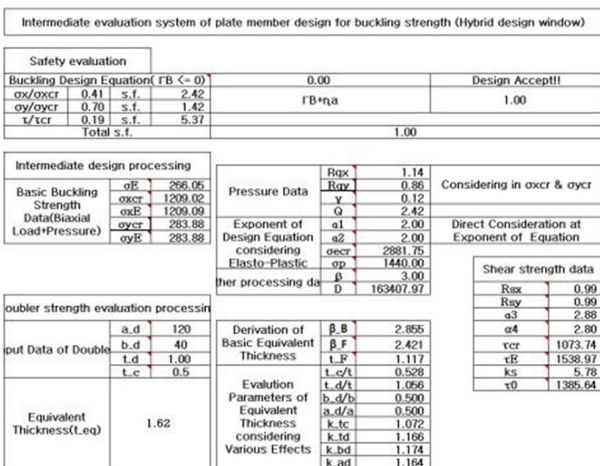 Intermediate evaluation system of plate member design for buckling strength (Hybrid design window)
Safety evaluation
Buckling Design Equation( ΓB <= 0) 0.00 Design Accept!!
σx/σxcr 0.41 s.f. 2.42 ΓB+ηa 1.00
σy/σycr 0.70 s.f. 1.42
τ/τcr 0.19 s.f. 5.37
Total s.f. 1.00
Intermediate design processing
Basic Buckling Strength Data(Biaxial Load+Pressure)
σE 266.05
σxcr 1209.02
σxE 1209.09
σycr 283.88
σyE 283.88
Pressure Data
Rqx 1.14
Rqy 0.86
γ 0.12
Q 2.42
Considering in σxcr & σycr
Exponent of Design Equation considering Elasto-Plastic
α1 2.00
α2 2.00
σecr 2881.75
σp 1440.00
Direct Consideration at Exponent of Equation
ther processing da
β 3.00
D 163407.97
Shear strength data
Rsx 0.99
Rsy 0.99
α3 2.88
α4 2.80
τcr 1073.74
τE 1538.97
ks 5.78
τ0 1385.64
oubler strength evaluation processin
put Data of Double
a_d 120
b_d 40
t_d 1.00
t_c 0.5
Equivalent Thickness(t_eq) 1.62
Derivation of Basic Equivalent Thickness
β_B 2.855
β_F 2.421
t_F 1.117
Evalution Parameters of Equivalent Thickness considering Various Effects
t_c/t 0.528
t_d/t 1.056
b_d/b 0.500
a_d/a 0.500
k_tc 1.072
k_td 1.166
k_bd 1.174
k_ad 1.164